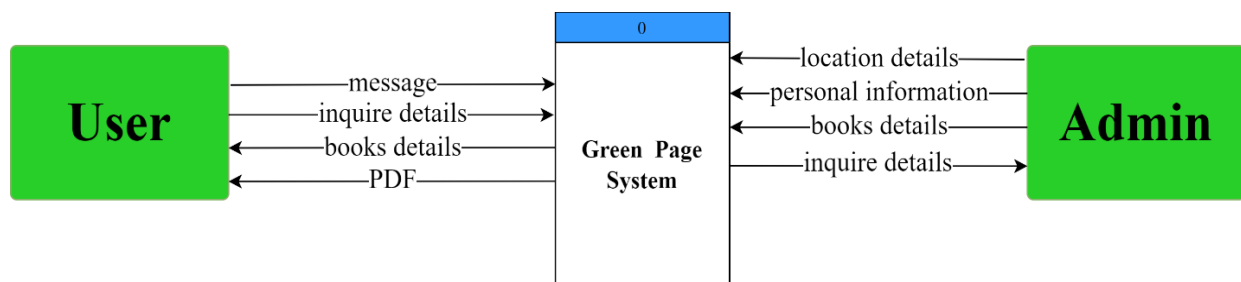 0
User
message
inquire details
books details
PDF
Green Page
System
location details
personal information
books details
inquire details
Admin